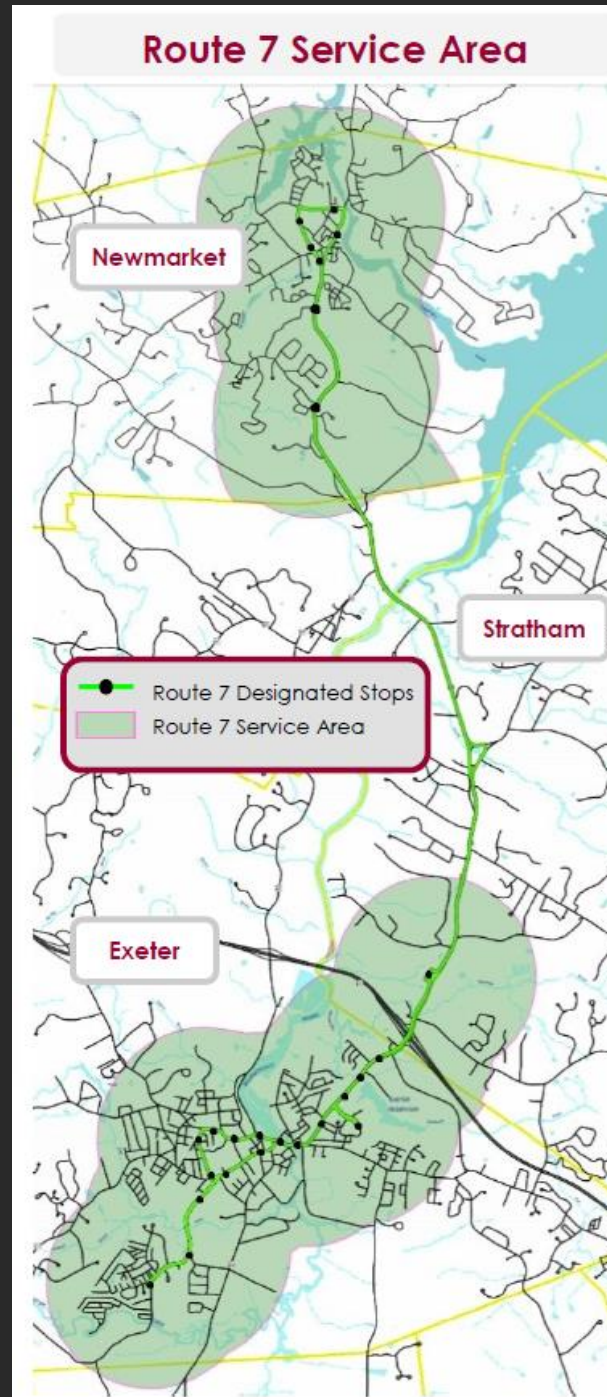 Route 7 Service Area
Newmarket
Stratham
Route 7 Designated Stops
Route 7 Service Area
Exeter